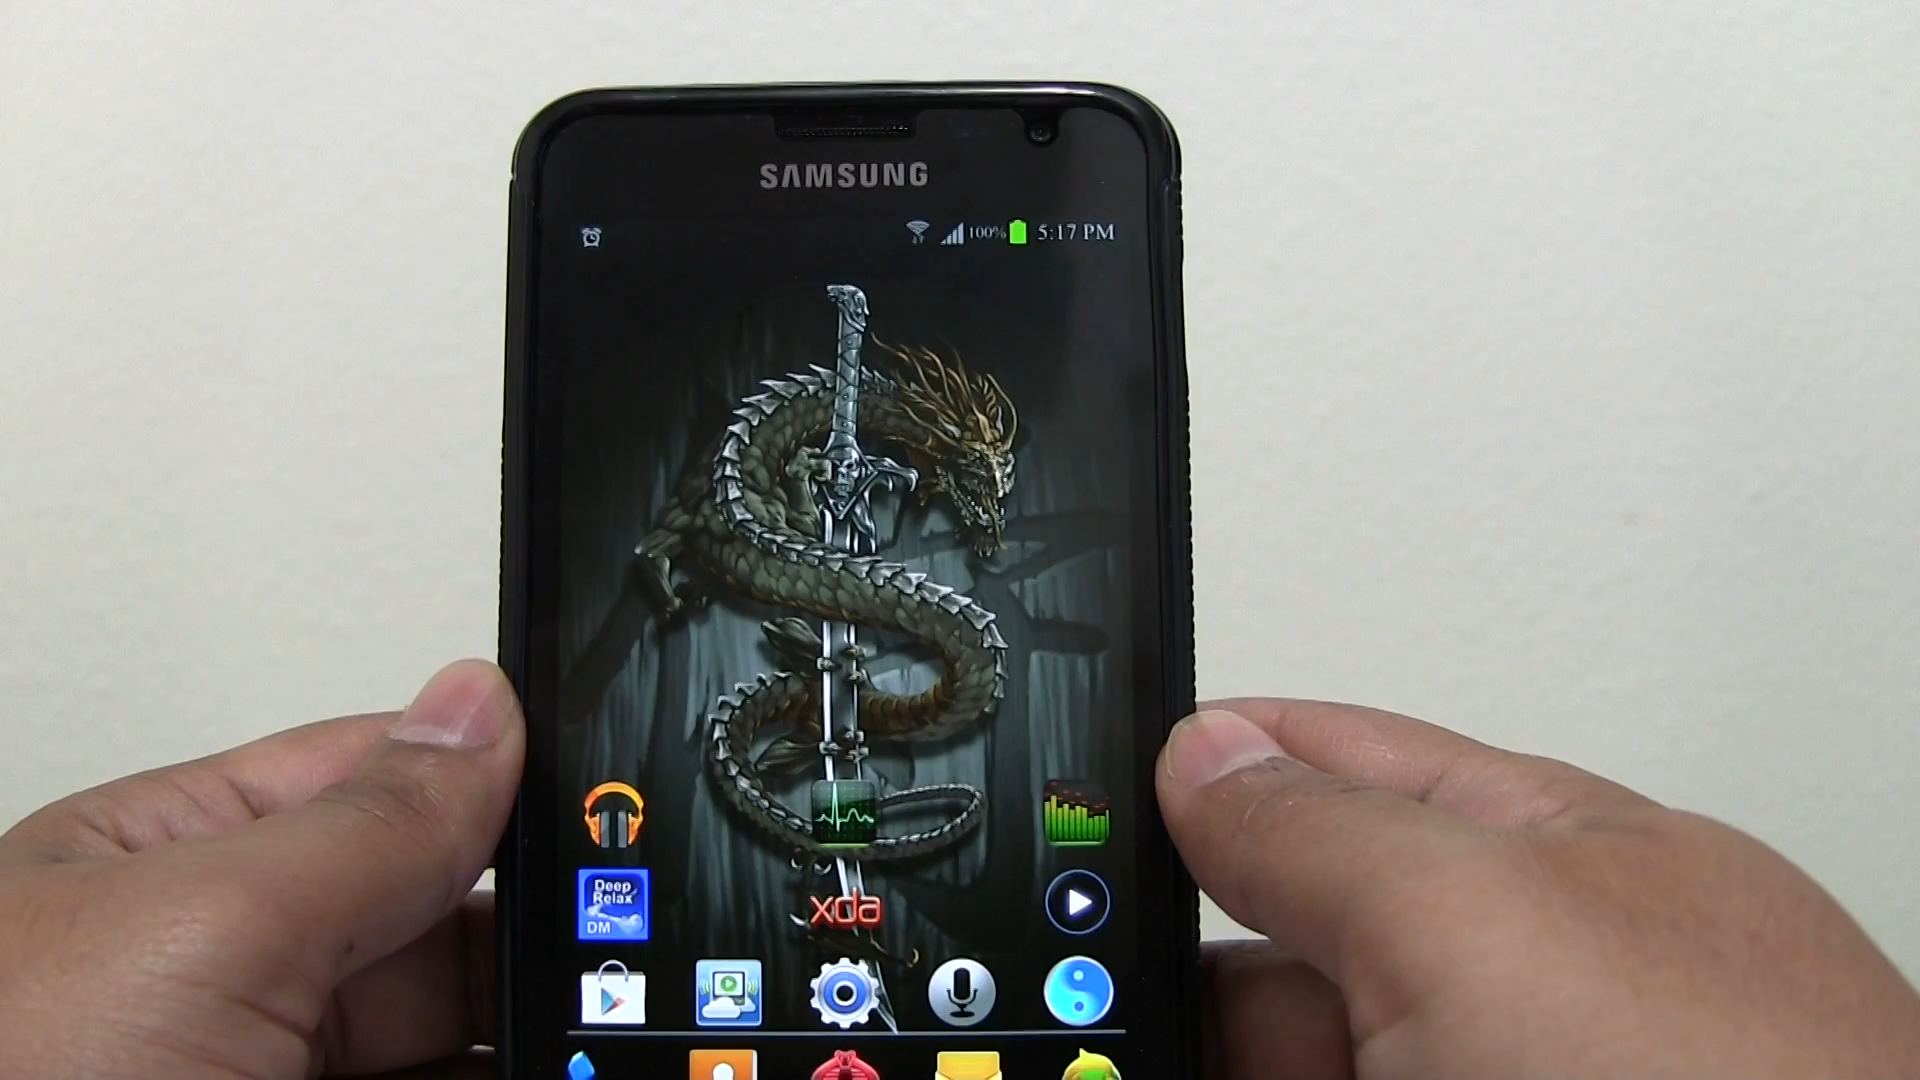 SAMSUNG
100% 5:17 PM
Deep
Relax
DM
xda